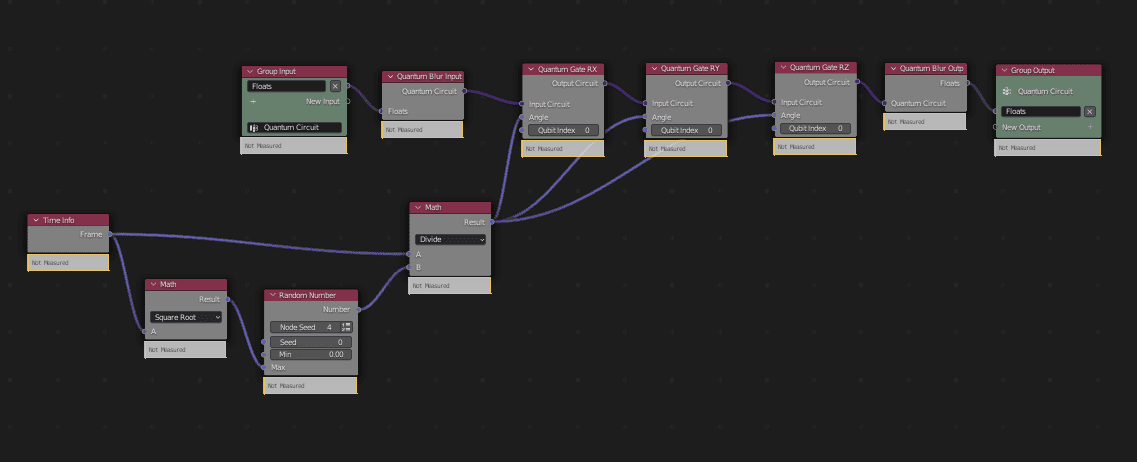 Group Input
Floats
New Input
Quantum Circuit
Not Measured
Quantum Blur Input
Quantum Circuit
Floats
Not Measured
Quantum Gate RX
Output Circuit
Input Circuit
Angle
Qubit Index 0
Not Measured
Quantum Gate RY
Output Circuit
Input Circuit
Angle
Qubit Index 0
Not Measured
Quantum Gate RZ
Output Circuit
Input Circuit
Angle
Qubit Index 0
Not Measured
Quantum Blur Outp
Floats
Quantum Circuit
Not Measured
Group Output
Quantum Circuit
Floats
New Output
Not Measured
Time Info
Frame
Not Measured
Math
Result
Square Root
A
Not Measured
Random Number
Number
Node Seed 4
Seed 0
Min 0.00
Max
Not Measured
Math
Result
Divide
A
B
Not Measured